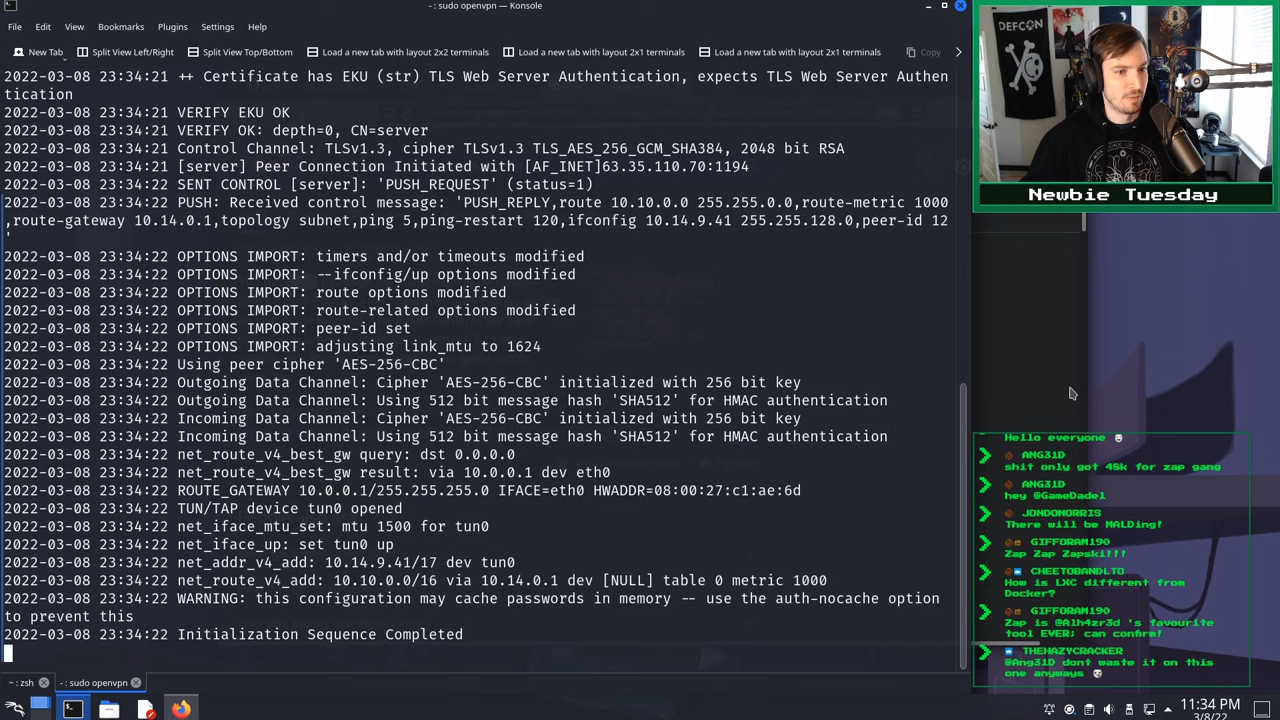 - : sudo openvpn — Konsole
File Edit View Bookmarks Plugins Settings Help
New Tab Split View Left/Right Split View Top/Bottom Load a new tab with layout 2x2 terminals Load a new tab with layout 2x1 terminals Load a new tab with layout 2x1 terminals Copy
2022-03-08 23:34:21 ++ Certificate has EKU (str) TLS Web Server Authentication, expects TLS Web Server Authen
tication
2022-03-08 23:34:21 VERIFY EKU OK
2022-03-08 23:34:21 VERIFY OK: depth=0, CN=server
2022-03-08 23:34:21 Control Channel: TLSv1.3, cipher TLSv1.3 TLS_AES_256_GCM_SHA384, 2048 bit RSA
2022-03-08 23:34:21 [server] Peer Connection Initiated with [AF_INET]63.35.110.70:1194
2022-03-08 23:34:22 SENT CONTROL [server]: 'PUSH_REQUEST' (status=1)
2022-03-08 23:34:22 PUSH: Received control message: 'PUSH_REPLY,route 10.10.0.0 255.255.0.0,route-metric 1000
,route-gateway 10.14.0.1,topology subnet,ping 5,ping-restart 120,ifconfig 10.14.9.41 255.255.128.0,peer-id 12
'
2022-03-08 23:34:22 OPTIONS IMPORT: timers and/or timeouts modified
2022-03-08 23:34:22 OPTIONS IMPORT: --ifconfig/up options modified
2022-03-08 23:34:22 OPTIONS IMPORT: route options modified
2022-03-08 23:34:22 OPTIONS IMPORT: route-related options modified
2022-03-08 23:34:22 OPTIONS IMPORT: peer-id set
2022-03-08 23:34:22 OPTIONS IMPORT: adjusting link_mtu to 1624
2022-03-08 23:34:22 Using peer cipher 'AES-256-CBC'
2022-03-08 23:34:22 Outgoing Data Channel: Cipher 'AES-256-CBC' initialized with 256 bit key
2022-03-08 23:34:22 Outgoing Data Channel: Using 512 bit message hash 'SHA512' for HMAC authentication
2022-03-08 23:34:22 Incoming Data Channel: Cipher 'AES-256-CBC' initialized with 256 bit key
2022-03-08 23:34:22 Incoming Data Channel: Using 512 bit message hash 'SHA512' for HMAC authentication
2022-03-08 23:34:22 net_route_v4_best_gw query: dst 0.0.0.0
2022-03-08 23:34:22 net_route_v4_best_gw result: via 10.0.0.1 dev eth0
2022-03-08 23:34:22 ROUTE_GATEWAY 10.0.0.1/255.255.255.0 IFACE=eth0 HWADDR=08:00:27:c1:ae:6d
2022-03-08 23:34:22 TUN/TAP device tun0 opened
2022-03-08 23:34:22 net_iface_mtu_set: mtu 1500 for tun0
2022-03-08 23:34:22 net_iface_up: set tun0 up
2022-03-08 23:34:22 net_addr_v4_add: 10.14.9.41/17 dev tun0
2022-03-08 23:34:22 net_route_v4_add: 10.10.0.0/16 via 10.14.0.1 dev [NULL] table 0 metric 1000
2022-03-08 23:34:22 WARNING: this configuration may cache passwords in memory -- use the auth-nocache option
to prevent this
2022-03-08 23:34:22 Initialization Sequence Completed
~ : zsh - : sudo openvpn
DEFCON
Newbie Tuesday
Hello everyone
ANG31D
shit only got 48k for zap gang
ANG31D
hey @GameDadel
JONDONORRIS
There will be MALDing!
GIFFORAM190
Zap Zap Zapski!!!
CHEETOBANDLTO
How is LXC different from
Docker?
GIFFORAM190
Zap is @Alh4zr3d 's favourite
tool EVER; can confirm!
THEHAZYCRACKER
@Ang31D dont waste it on this
one anyways
11:34 PM
3/8/22